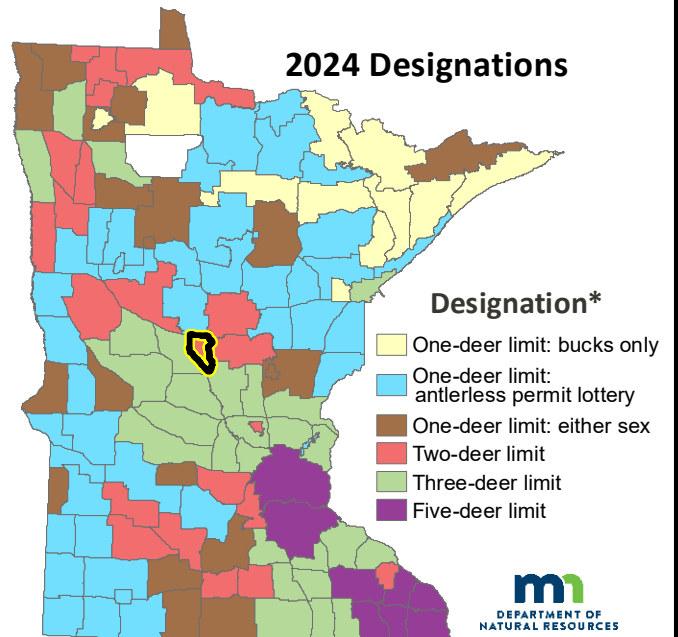 2024 Designations
Designation*
One-deer limit: bucks only
One-deer limit:
antlerless permit lottery
One-deer limit: either sex
Two-deer limit
Three-deer limit
Five-deer limit
mn
DEPARTMENT OF
NATURAL RESOURCES